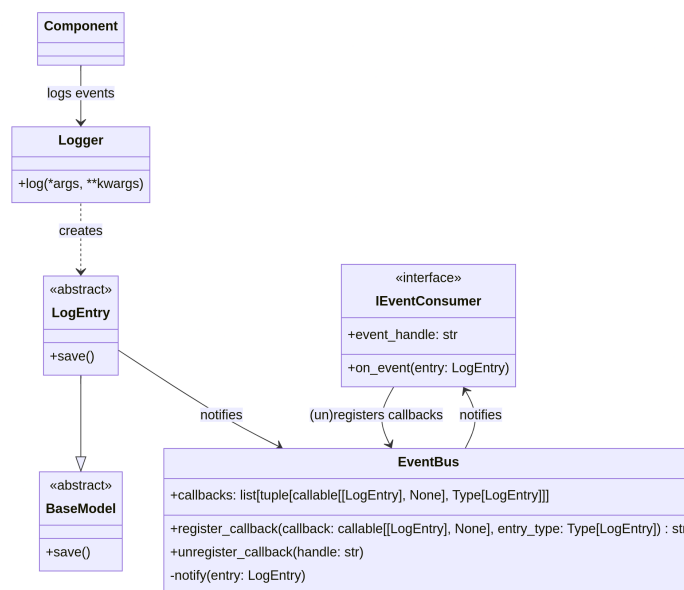 Component
logs events
Logger
+log(*args, **kwargs)
creates
«abstract»
LogEntry
+save()
«interface»
IEventConsumer
+event_handle: str
+on_event(entry: LogEntry)
notifies
(un)registers callbacks
notifies
«abstract»
BaseModel
+save()
EventBus
+callbacks: list[tuple[callable[[LogEntry], None], Type[LogEntry]]]
+register_callback(callback: callable[[LogEntry], None], entry_type: Type[LogEntry]) : str
+unregister_callback(handle: str)
-notify(entry: LogEntry)